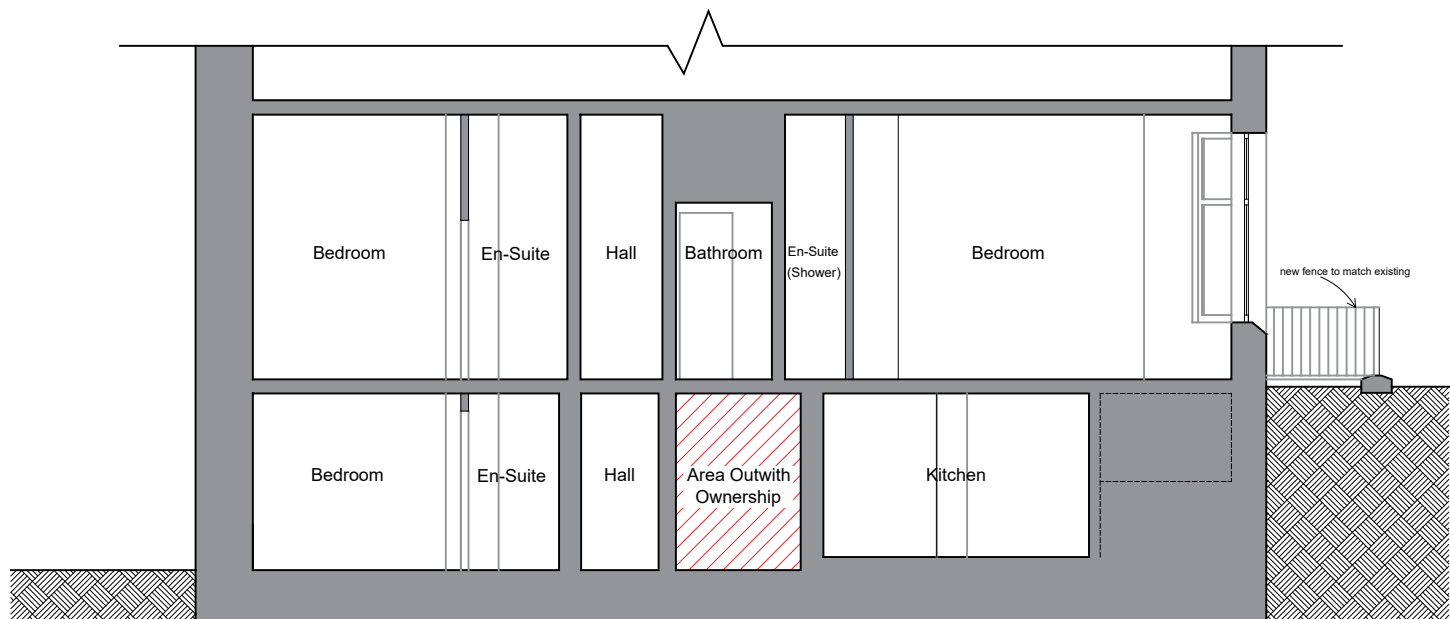 Bedroom
En-Suite
Hall
Bathroom
En-Suite
(Shower)
Bedroom
new fence to match existing
Bedroom
En-Suite
Hall
Area Outwith
Ownership
Kitchen